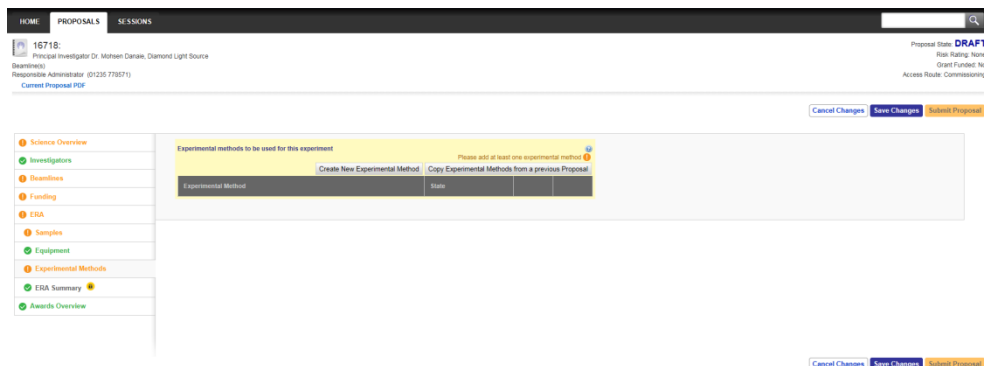 HOME PROPOSALS SESSIONS
16718:
Principal Investigator Dr. Mohsen Danaie, Diamond Light Source
Beamline(s)
Responsible Administrator (01235 778571)
Current Proposal PDF
Proposal State: DRAFT
Risk Rating: None
Grant Funded: No
Access Route: Commissioning
Cancel Changes Save Changes Submit Proposal
Science Overview
Investigators
Beamlines
Funding
ERA
Samples
Equipment
Experimental Methods
ERA Summary
Awards Overview
Experimental methods to be used for this experiment
Please add at least one experimental method
Create New Experimental Method Copy Experimental Methods from a previous Proposal
Experimental Method State
Cancel Changes Save Changes Submit Proposal